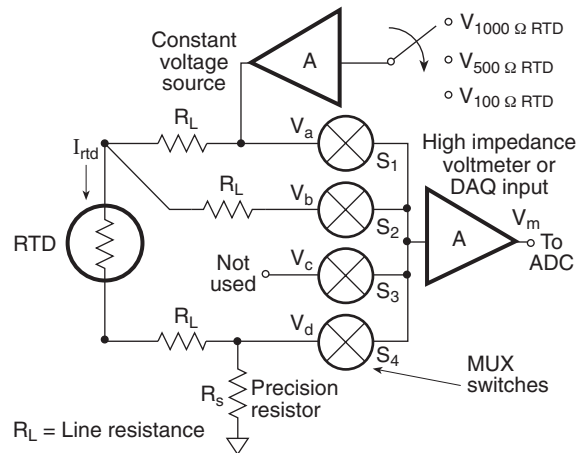 Constant
voltage
source
A
V1000 Ω RTD
V500 Ω RTD
V100 Ω RTD
RL
Va
S1
Irtd
High impedance
voltmeter or
DAQ input
RL
Vb
S2
A
Vm
To
ADC
RTD
Not
used
Vc
S3
RL
Vd
S4
Rs
Precision
resistor
MUX
switches
RL = Line resistance